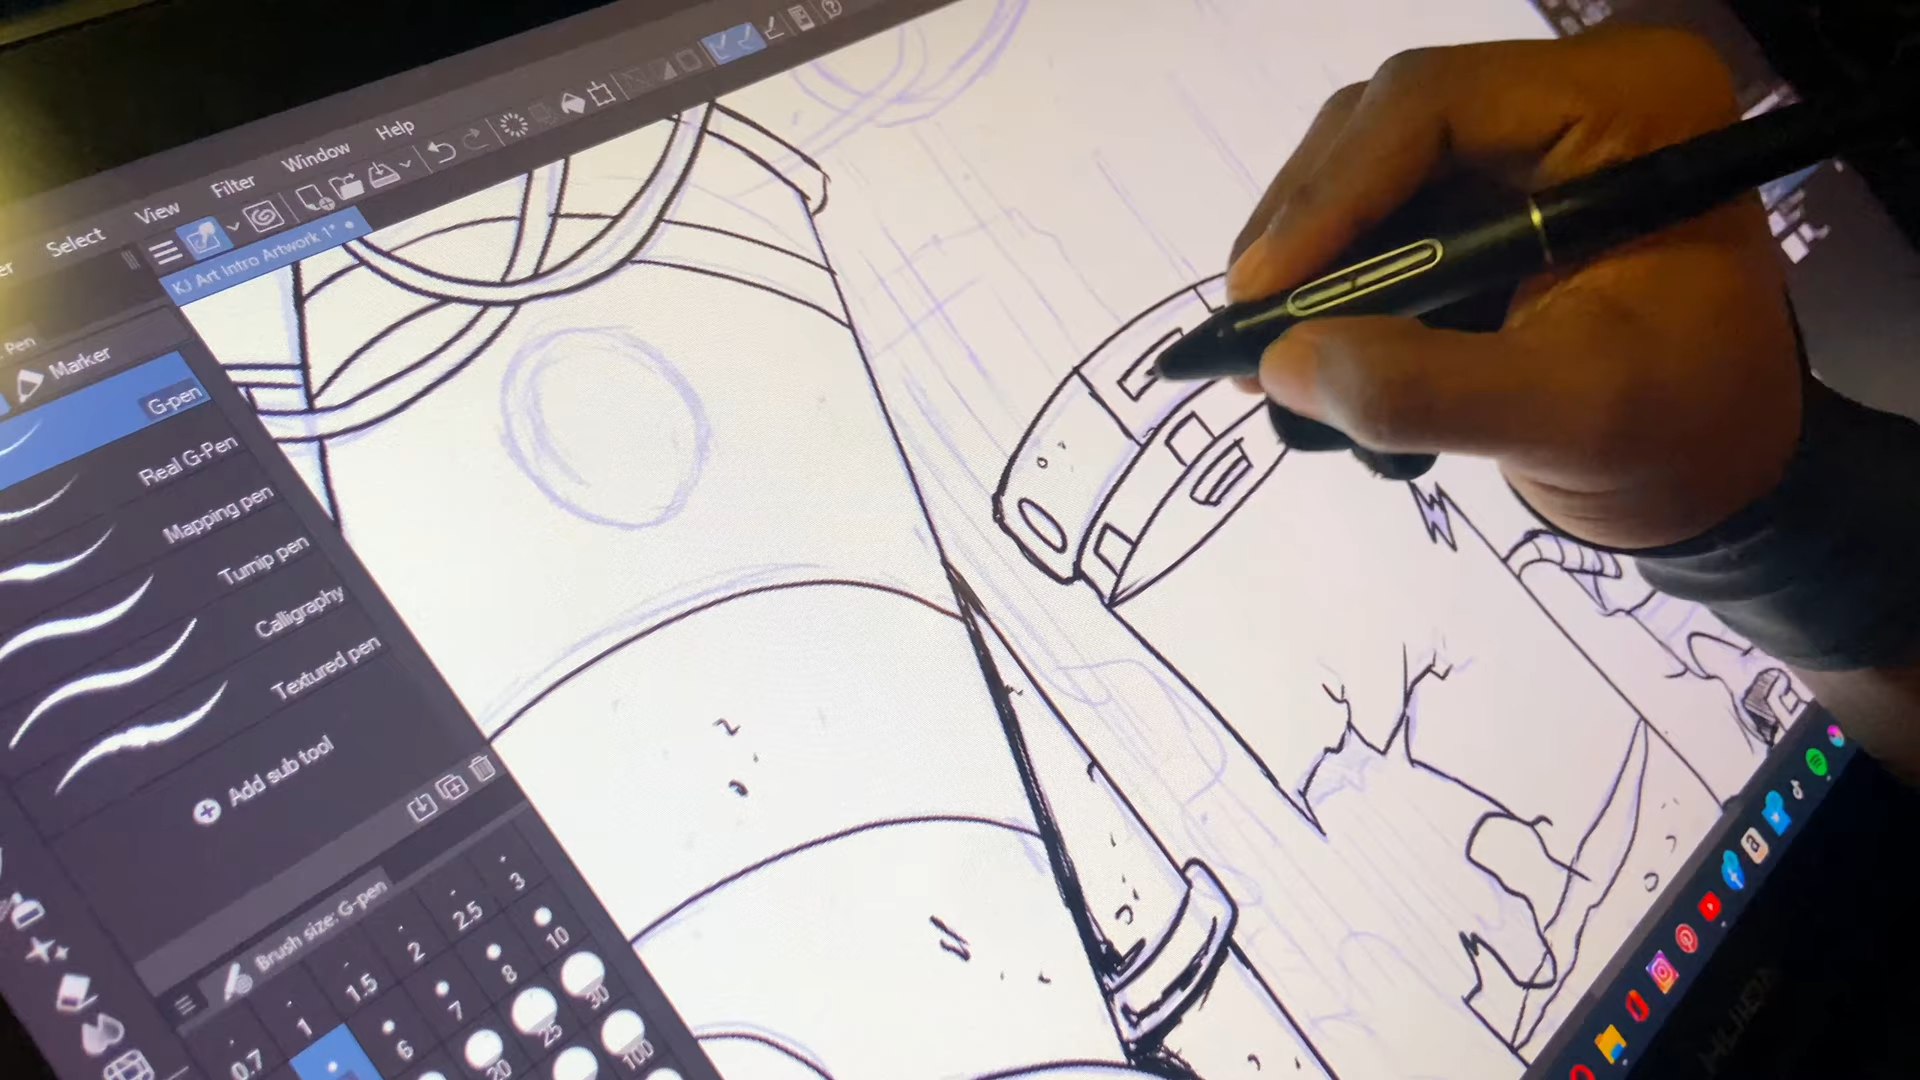 Select
View
Filter
Window
Help
KJ Art Intro Artwork 1*
Pen
Marker
G-pen
Real G-Pen
Mapping pen
Turnip pen
Calligraphy
Textured pen
Add sub tool
Brush size: G-pen
0.7 1 1.5 2 2.5 3
6 7 8 10
20 25 30
100
HUION